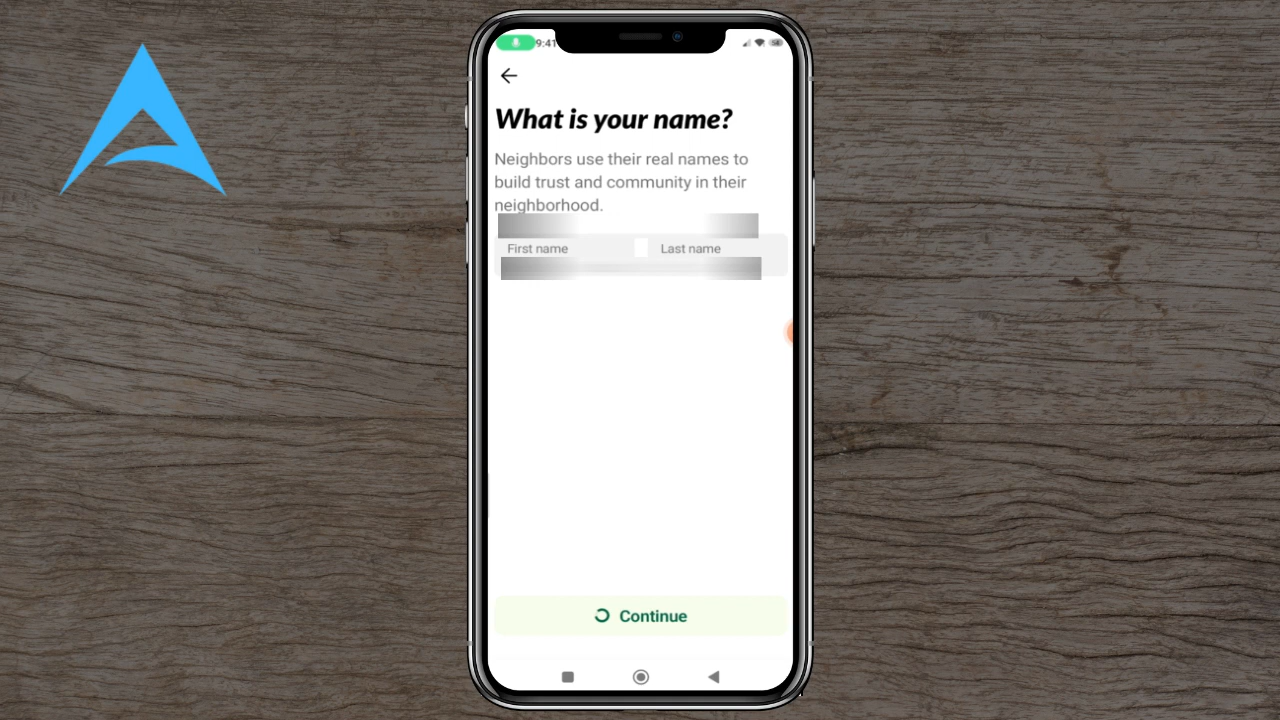 9:41
What is your name?
Neighbors use their real names to
build trust and community in their
neighborhood.
First name Last name
Continue